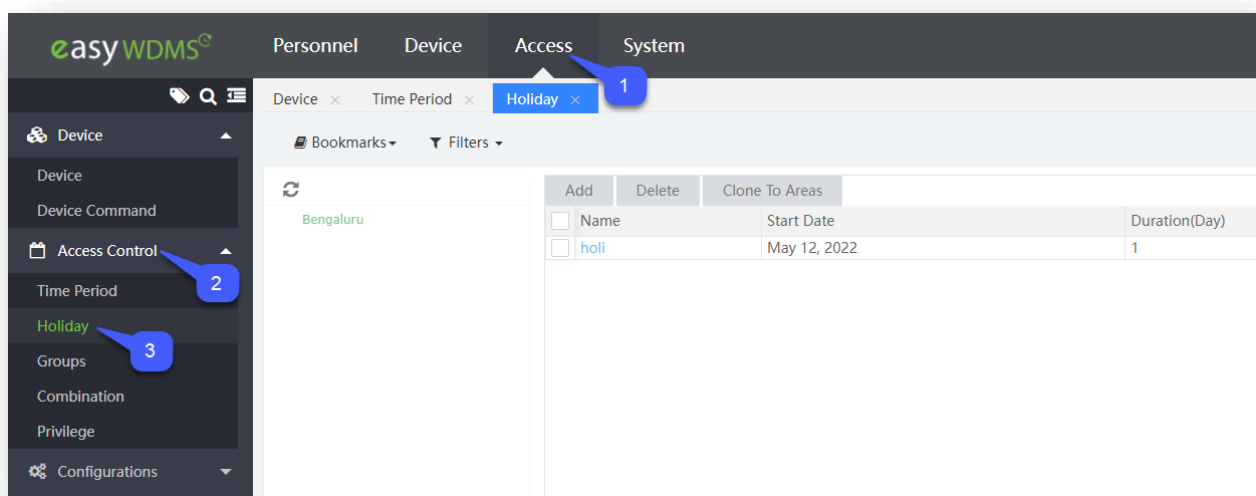 easy WDMS
Personnel Device Access System
1
Device × Time Period × Holiday ×
Device
Bookmarks Filters
Device
Device Command
Add Delete Clone To Areas
Bengaluru
Name Start Date Duration(Day)
holi May 12, 2022 1
Access Control
2
Time Period
Holiday
3
Groups
Combination
Privilege
Configurations